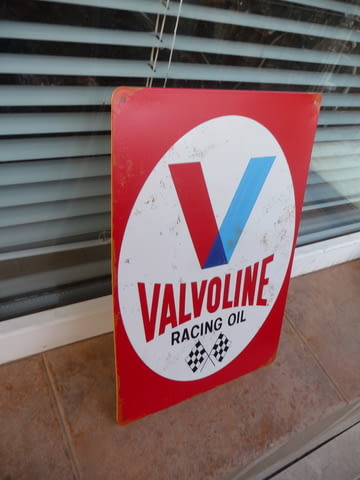 V
VALVOLINE
RACING OIL